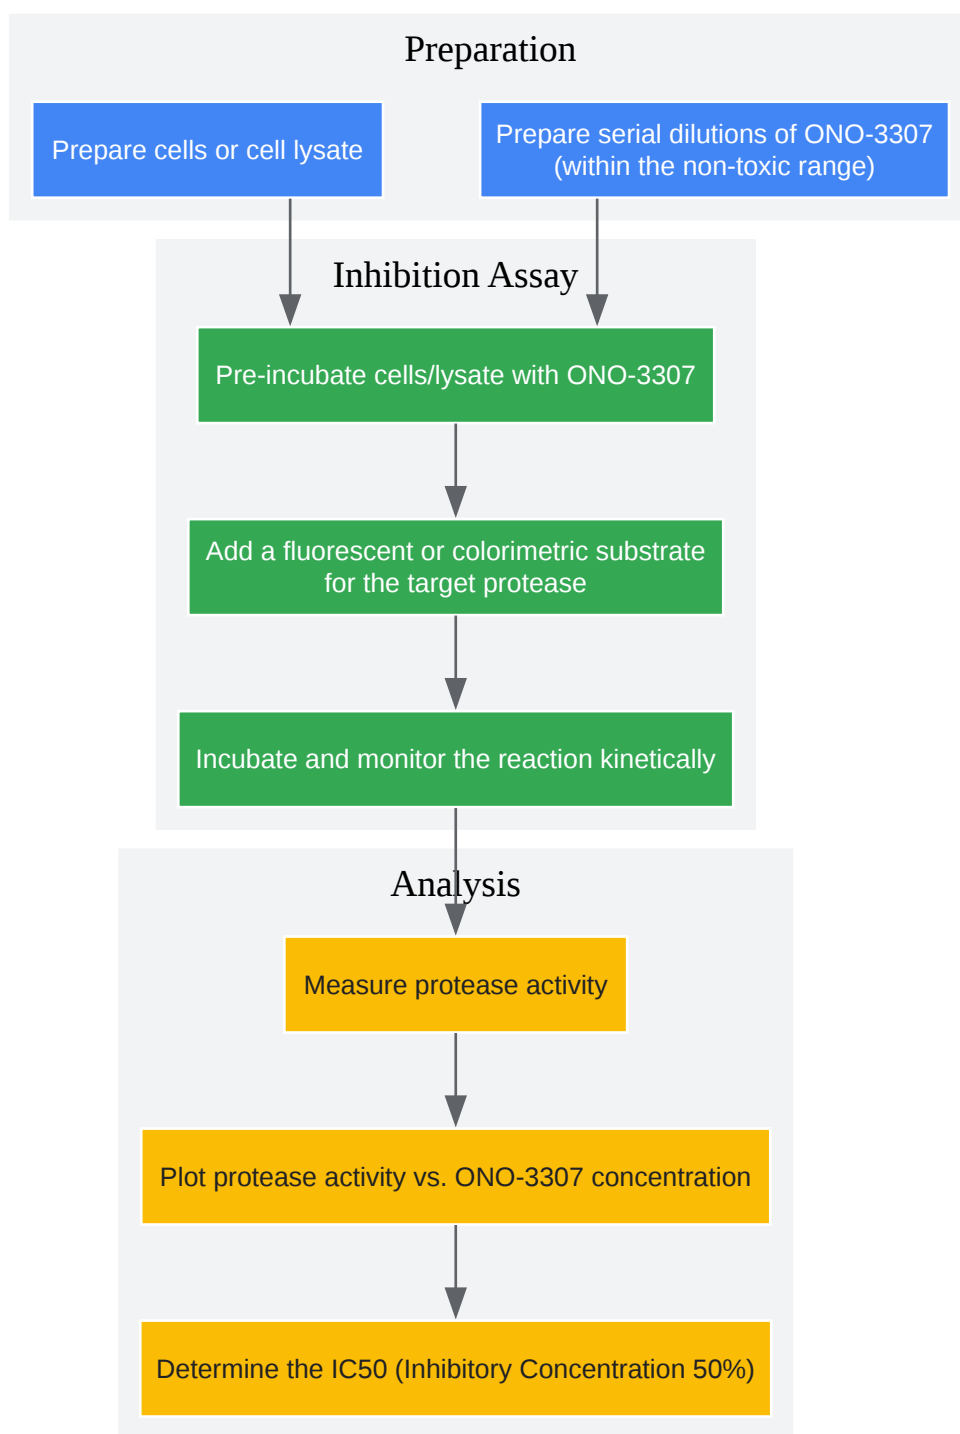 Preparation
Prepare cells or cell lysate
Prepare serial dilutions of ONO-3307
(within the non-toxic range)
Inhibition Assay
Pre-incubate cells/lysate with ONO-3307
Add a fluorescent or colorimetric substrate
for the target protease
Incubate and monitor the reaction kinetically
Analysis
Measure protease activity
Plot protease activity vs. ONO-3307 concentration
Determine the IC50 (Inhibitory Concentration 50%)